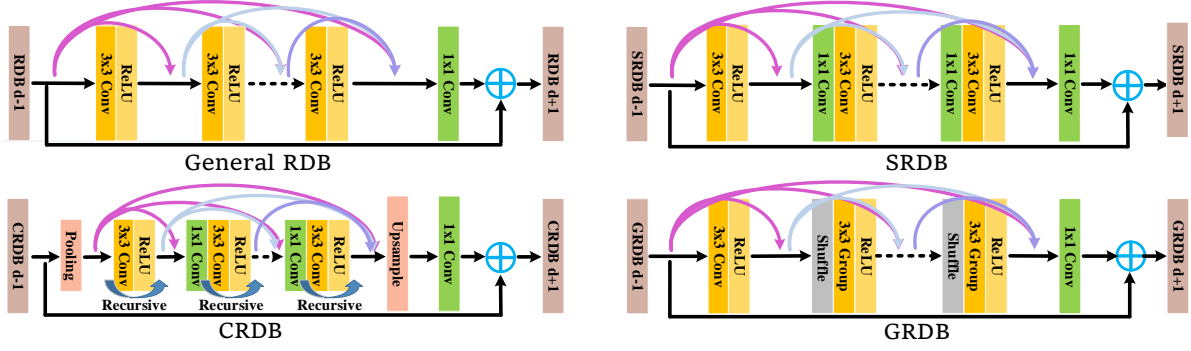 RDB d-1
3x3 Conv
ReLU
3x3 Conv
ReLU
3x3 Conv
ReLU
1x1 Conv
RDB d+1
General RDB
SRDB d-1
3x3 Conv
ReLU
1x1 Conv
3x3 Conv
ReLU
1x1 Conv
3x3 Conv
ReLU
1x1 Conv
SRDB d+1
SRDB
CRDB d-1
Pooling
3x3 Conv
ReLU
Recursive
1x1 Conv
3x3 Conv
ReLU
Recursive
1x1 Conv
3x3 Conv
ReLU
Recursive
Upsample
1x1 Conv
CRDB d+1
CRDB
GRDB d-1
3x3 Conv
ReLU
Shuffle
3x3 Group
ReLU
Shuffle
3x3 Group
ReLU
1x1 Conv
GRDB d+1
GRDB